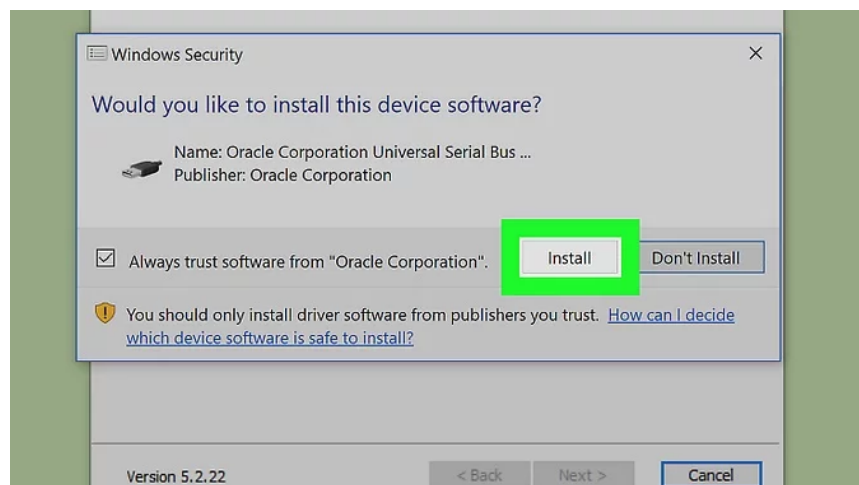 Windows Security
Would you like to install this device software?
Name: Oracle Corporation Universal Serial Bus ...
Publisher: Oracle Corporation
Always trust software from "Oracle Corporation".
Install
Don't Install
You should only install driver software from publishers you trust. How can I decide
which device software is safe to install?
Version 5.2.22
< Back
Next >
Cancel